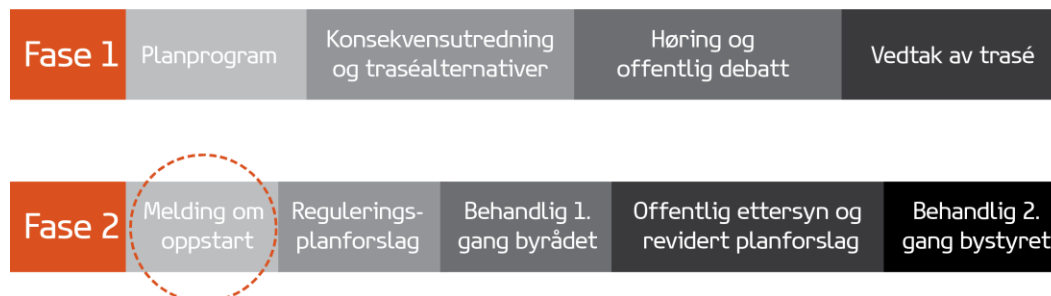 Fase 1
Planprogram
Konsekvensutredning
og traséalternativer
Høring og
offentlig debatt
Vedtak av trasé
Fase 2
Melding om
oppstart
Regulerings-
planforslag
Behandlig 1.
gang byrådet
Offentlig ettersyn og
revidert planforslag
Behandlig 2.
gang bystyret